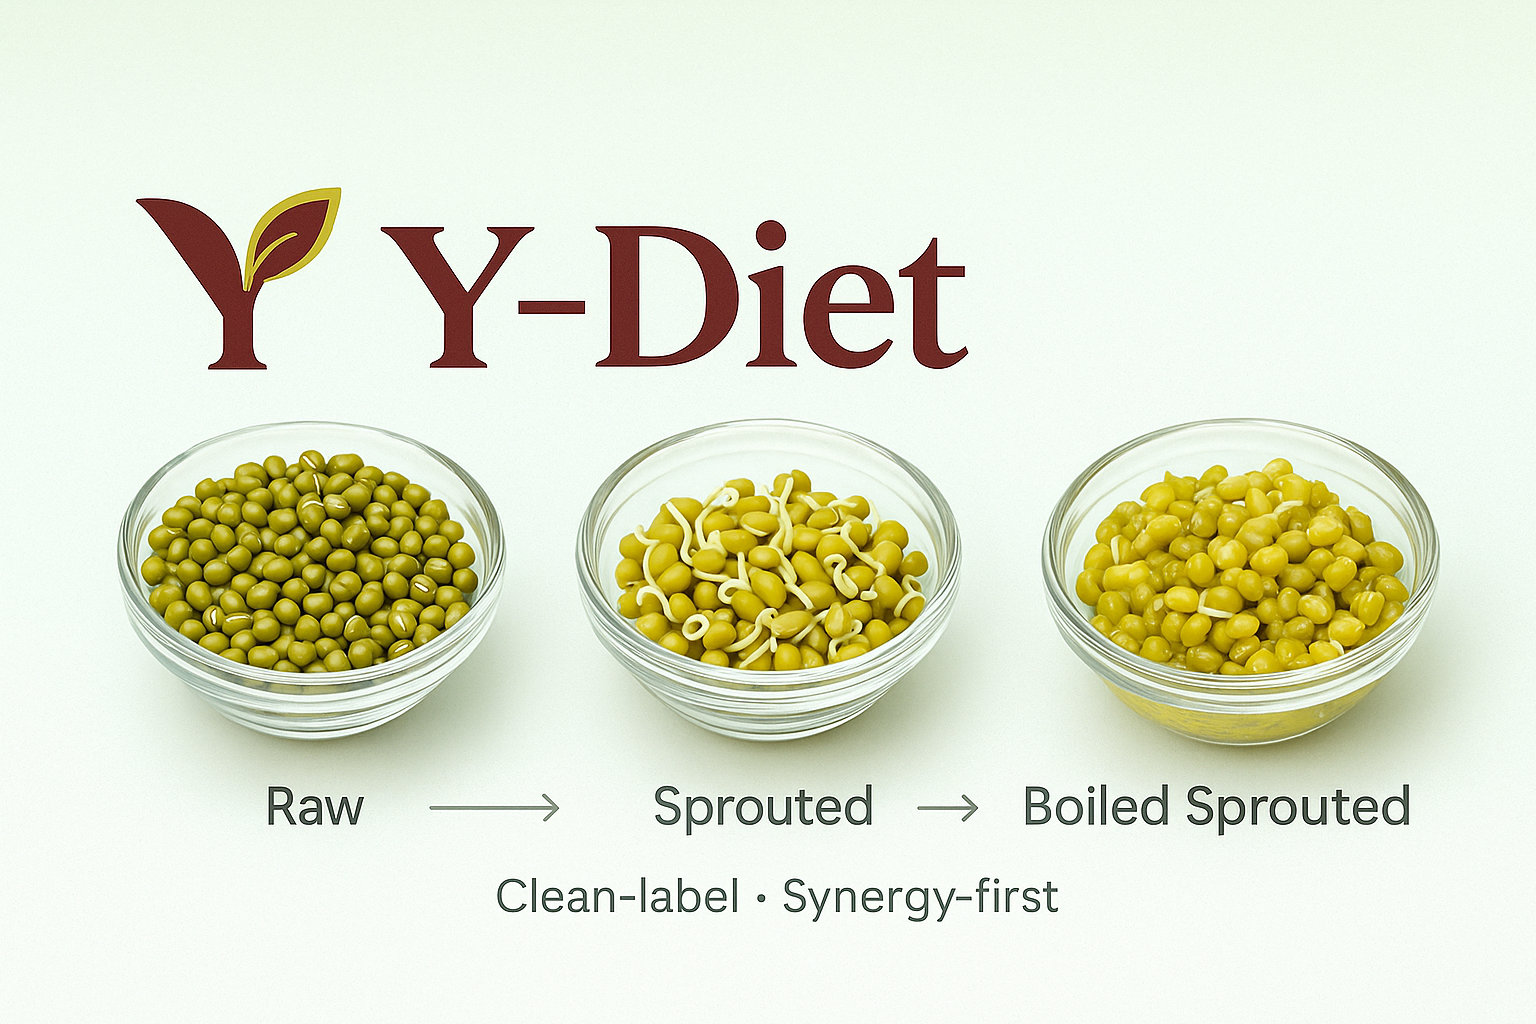 Y-Diet
Raw → Sprouted → Boiled Sprouted
Clean-label · Synergy-first